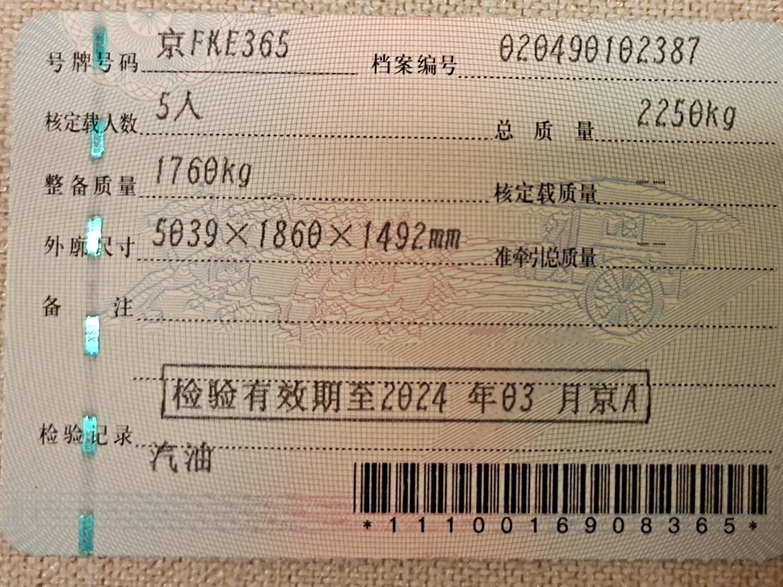 号牌号码 京FKE365 档案编号 020490102387
核定载人数 5人 总质量 2250kg
整备质量 1760kg 核定载质量 --
外廓尺寸 5039×1860×1492mm 准牵引总质量 --
备注
检验有效期至2024 年03 月京A
检验记录
汽油
*1110016908365*